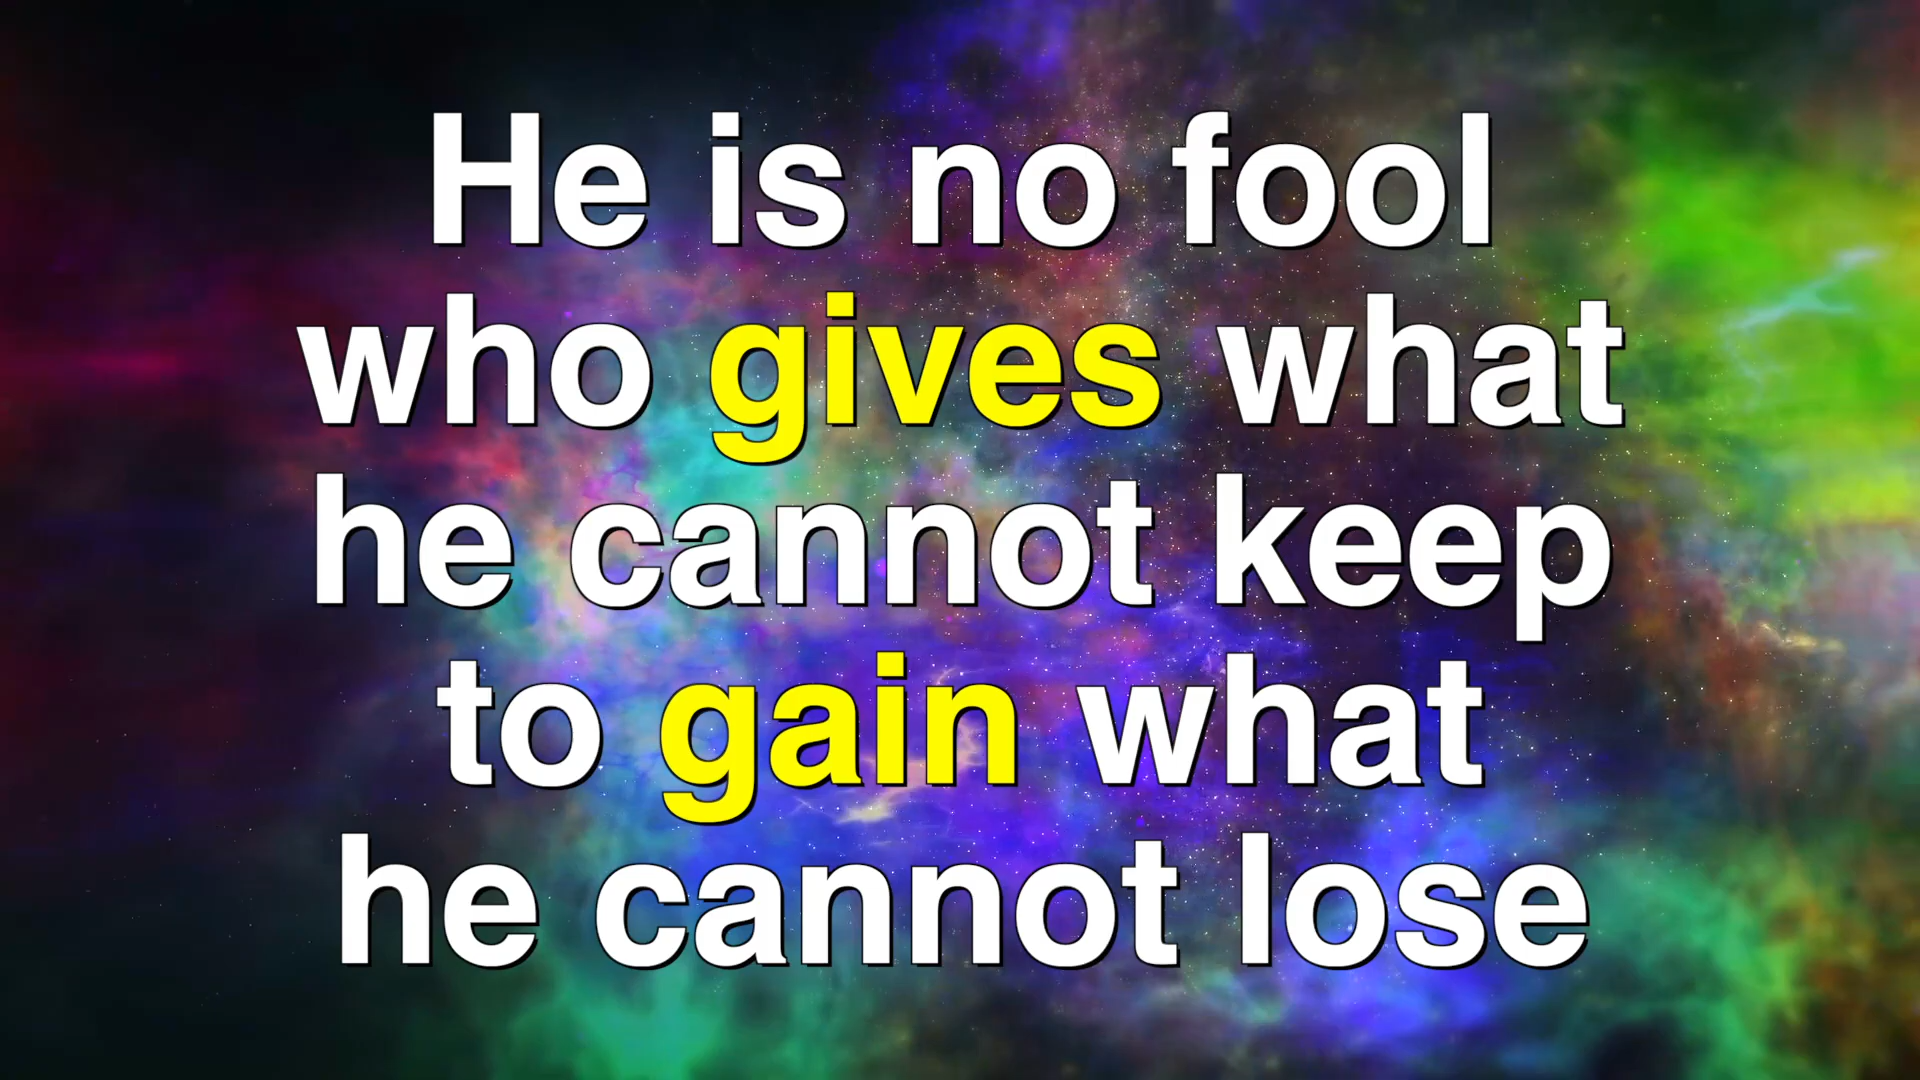 He is no fool
who gives what
he cannot keep
to gain what
he cannot lose